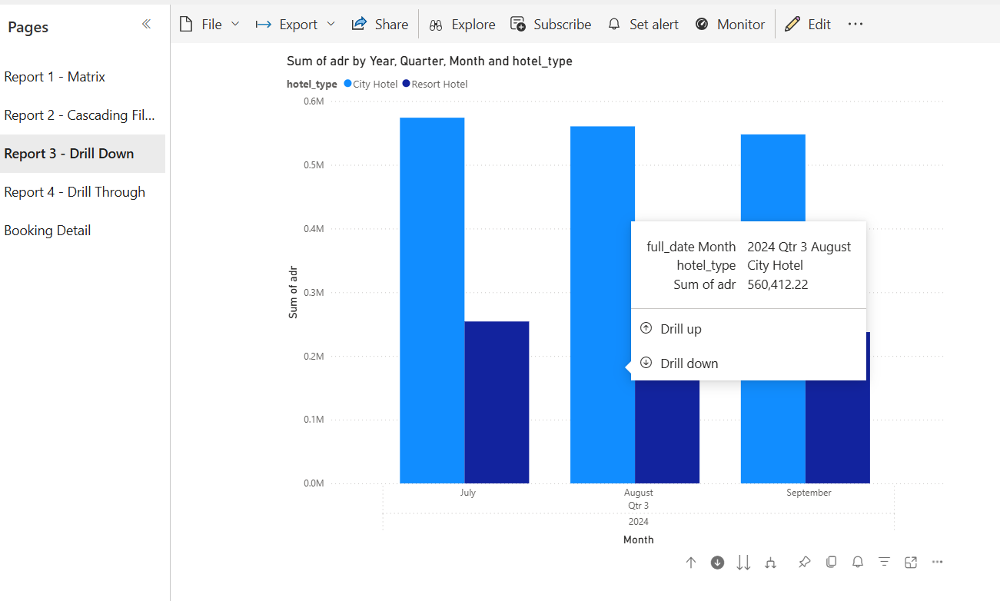 Pages
File
Export
Share
Explore
Subscribe
Set alert
Monitor
Edit
Report 1 - Matrix
Report 2 - Cascading Fil...
Report 3 - Drill Down
Report 4 - Drill Through
Booking Detail
Sum of adr by Year, Quarter, Month and hotel_type
hotel_type City Hotel Resort Hotel
0.6M
0.5M
0.4M
0.3M
0.2M
0.1M
0.0M
Sum of adr
full_date Month 2024 Qtr 3 August
hotel_type City Hotel
Sum of adr 560,412.22
Drill up
Drill down
July August September
Qtr 3
2024
Month